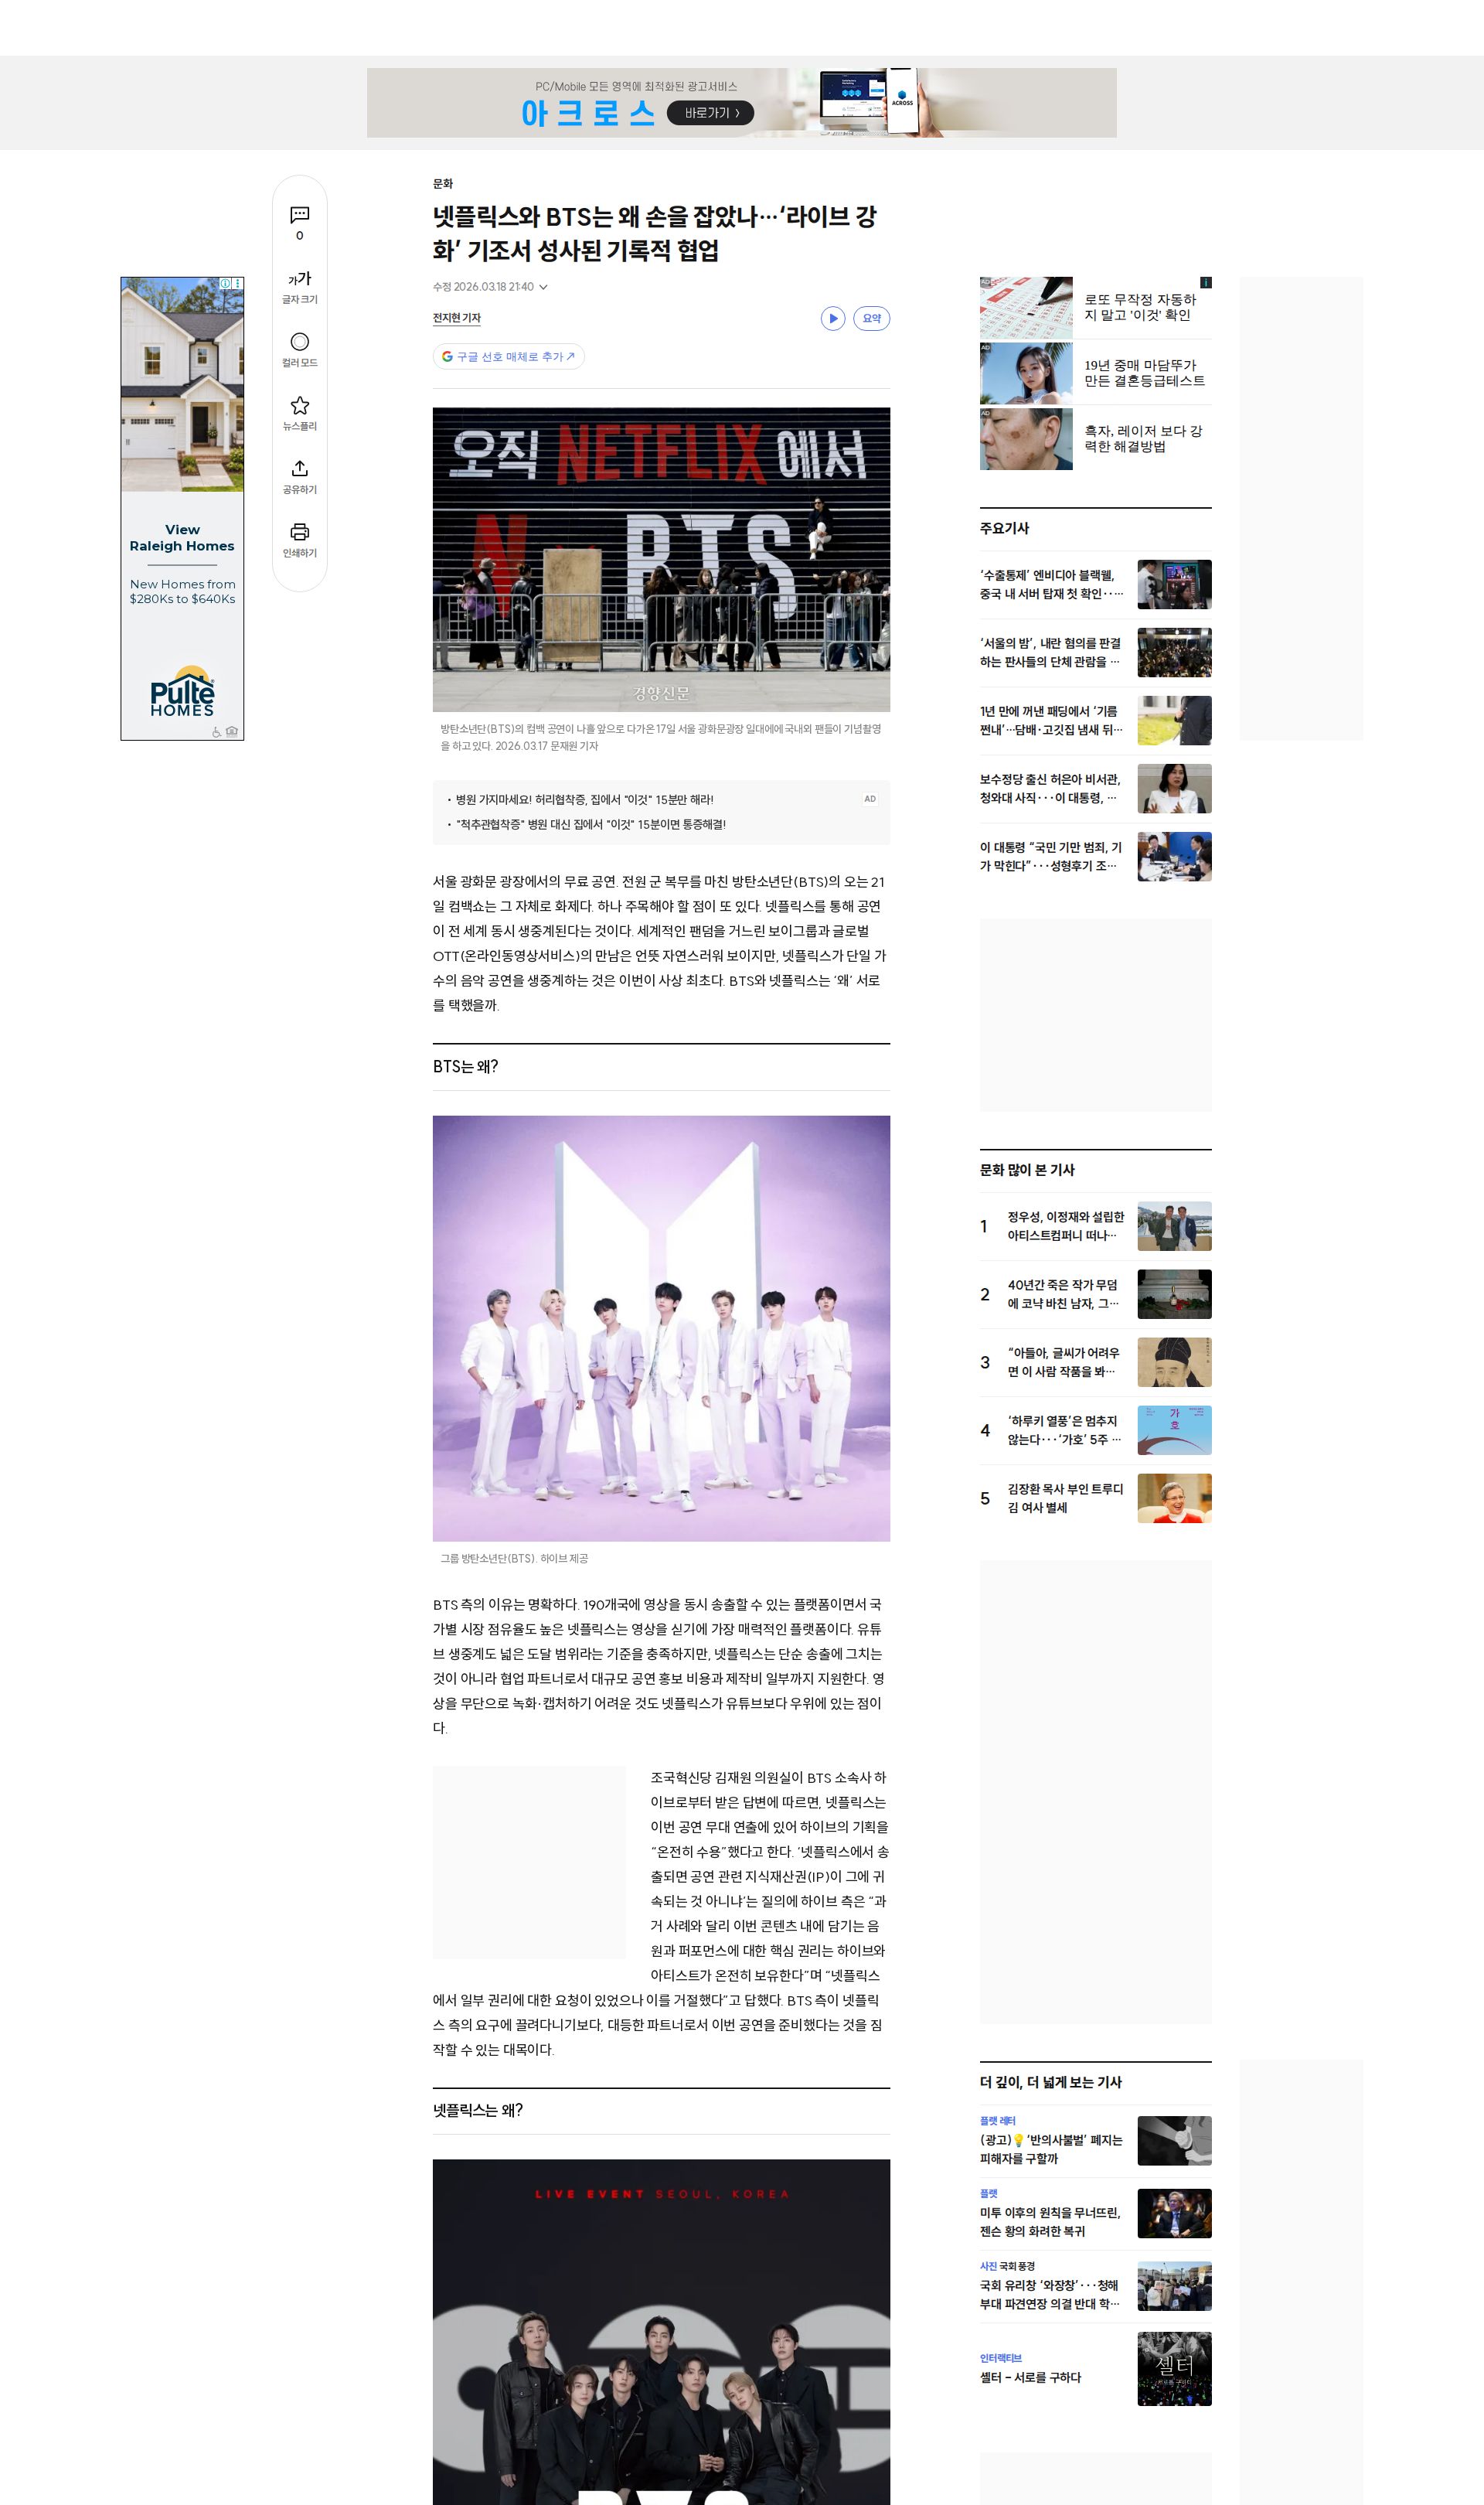 PC/Mobile 모든 영역에 최적화된 광고서비스
아크로스
바로가기 >
ACROSS
0
가가
글자 크기
컬러 모드
뉴스플리
공유하기
인쇄하기
View
Raleigh Homes
New Homes from
$280Ks to $640Ks
Pulte
HOMES
문화
넷플릭스와 BTS는 왜 손을 잡았나…‘라이브 강
화’ 기조서 성사된 기록적 협업
수정 2026.03.18 21:40
전지현 기자
요약
구글 선호 매체로 추가 ↗
오직 NETFLIX 에서
BTS
경향신문
방탄소년단(BTS)의 컴백 공연이 나흘 앞으로 다가온 17일 서울 광화문광장 일대에에 국내외 팬들이 기념촬영
을 하고 있다. 2026.03.17 문재원 기자
• 병원 가지마세요! 허리협착증, 집에서 "이것" 15분만 해라!
AD
• "척추관협착증" 병원 대신 집에서 "이것" 15분이면 통증해결!
서울 광화문 광장에서의 무료 공연. 전원 군 복무를 마친 방탄소년단(BTS)의 오는 21
일 컴백쇼는 그 자체로 화제다. 하나 주목해야 할 점이 또 있다. 넷플릭스를 통해 공연
이 전 세계 동시 생중계된다는 것이다. 세계적인 팬덤을 거느린 보이그룹과 글로벌
OTT(온라인동영상서비스)의 만남은 언뜻 자연스러워 보이지만, 넷플릭스가 단일 가
수의 음악 공연을 생중계하는 것은 이번이 사상 최초다. BTS와 넷플릭스는 ‘왜’ 서로
를 택했을까.
BTS는 왜?
그룹 방탄소년단(BTS). 하이브 제공
BTS 측의 이유는 명확하다. 190개국에 영상을 동시 송출할 수 있는 플랫폼이면서 국
가별 시장 점유율도 높은 넷플릭스는 영상을 싣기에 가장 매력적인 플랫폼이다. 유튜
브 생중계도 넓은 도달 범위라는 기준을 충족하지만, 넷플릭스는 단순 송출에 그치는
것이 아니라 협업 파트너로서 대규모 공연 홍보 비용과 제작비 일부까지 지원한다. 영
상을 무단으로 녹화·캡처하기 어려운 것도 넷플릭스가 유튜브보다 우위에 있는 점이
다.
조국혁신당 김재원 의원실이 BTS 소속사 하
이브로부터 받은 답변에 따르면, 넷플릭스는
이번 공연 무대 연출에 있어 하이브의 기획을
“온전히 수용”했다고 한다. ‘넷플릭스에서 송
출되면 공연 관련 지식재산권(IP)이 그에 귀
속되는 것 아니냐’는 질의에 하이브 측은 “과
거 사례와 달리 이번 콘텐츠 내에 담기는 음
원과 퍼포먼스에 대한 핵심 권리는 하이브와
아티스트가 온전히 보유한다”며 “넷플릭스
에서 일부 권리에 대한 요청이 있었으나 이를 거절했다”고 답했다. BTS 측이 넷플릭
스 측의 요구에 끌려다니기보다, 대등한 파트너로서 이번 공연을 준비했다는 것을 짐
작할 수 있는 대목이다.
넷플릭스는 왜?
LIVE EVENT SEOUL, KOREA
AD
로또 무작정 자동하
지 말고 '이것' 확인
AD
19년 중매 마담뚜가
만든 결혼등급테스트
AD
흑자, 레이저 보다 강
력한 해결방법
주요기사
‘수출통제’ 엔비디아 블랙웰,
중국 내 서버 탑재 첫 확인···…
‘서울의 밤’, 내란 혐의를 판결
하는 판사들의 단체 관람을 …
1년 만에 꺼낸 패딩에서 ‘기름
쩐내’…담배·고깃집 냄새 뒤…
보수정당 출신 허은아 비서관,
청와대 사직···이 대통령, …
이 대통령 “국민 기만 범죄, 기
가 막힌다”···성형후기 조…
문화 많이 본 기사
1
정우성, 이정재와 설립한
아티스트컴퍼니 떠나…
2
40년간 죽은 작가 무덤
에 코냑 바친 남자, 그…
3
“아들아, 글씨가 어려우
면 이 사람 작품을 봐…
4
‘하루키 열풍’은 멈추지
않는다···‘가호’ 5주 …
가
호
5
김장환 목사 부인 트루디
김 여사 별세
더 깊이, 더 넓게 보는 기사
플랫 레터
(광고)💡‘반의사불벌’ 폐지는
피해자를 구할까
플랫
미투 이후의 원칙을 무너뜨린,
젠슨 황의 화려한 복귀
사진 국회 풍경
국회 유리창 ‘와장창’···청해
부대 파견연장 의결 반대 학…
인터랙티브
셸터 – 서로를 구하다
셸터